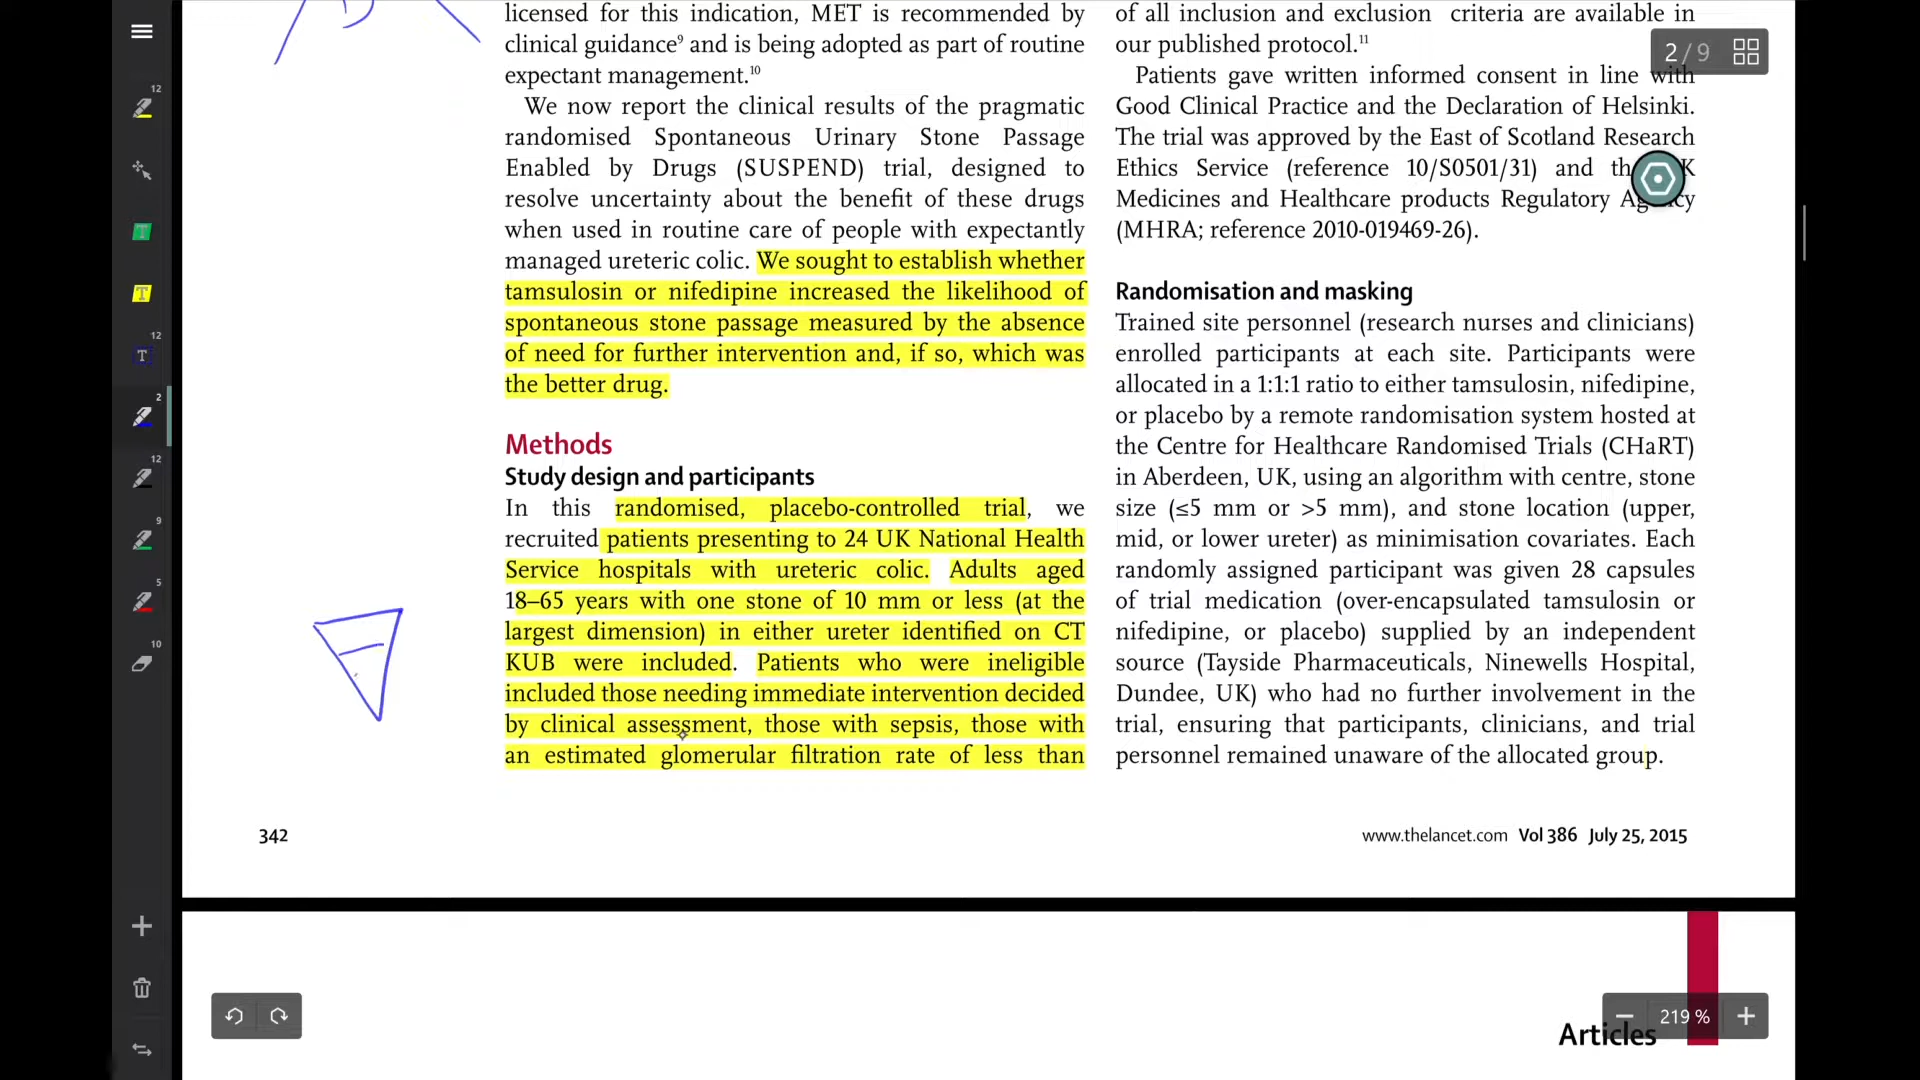 12
12
2
12
9
5
10
licensed for this indication, MET is recommended by
clinical guidance⁹ and is being adopted as part of routine
expectant management.¹⁰
We now report the clinical results of the pragmatic
randomised Spontaneous Urinary Stone Passage
Enabled by Drugs (SUSPEND) trial, designed to
resolve uncertainty about the benefit of these drugs
when used in routine care of people with expectantly
managed ureteric colic. We sought to establish whether
tamsulosin or nifedipine increased the likelihood of
spontaneous stone passage measured by the absence
of need for further intervention and, if so, which was
the better drug.
Methods
Study design and participants
In this randomised, placebo-controlled trial, we
recruited patients presenting to 24 UK National Health
Service hospitals with ureteric colic. Adults aged
18–65 years with one stone of 10 mm or less (at the
largest dimension) in either ureter identified on CT
KUB were included. Patients who were ineligible
included those needing immediate intervention decided
by clinical assessment, those with sepsis, those with
an estimated glomerular filtration rate of less than
of all inclusion and exclusion criteria are available in
our published protocol.¹¹
Patients gave written informed consent in line with
Good Clinical Practice and the Declaration of Helsinki.
The trial was approved by the East of Scotland Research
Ethics Service (reference 10/S0501/31) and
Medicines and Healthcare products Regulatory
(MHRA; reference 2010-019469-26).
Randomisation and masking
Trained site personnel (research nurses and clinicians)
enrolled participants at each site. Participants were
allocated in a 1:1:1 ratio to either tamsulosin, nifedipine,
or placebo by a remote randomisation system hosted at
the Centre for Healthcare Randomised Trials (CHaRT)
in Aberdeen, UK, using an algorithm with centre, stone
size (≤5 mm or >5 mm), and stone location (upper,
mid, or lower ureter) as minimisation covariates. Each
randomly assigned participant was given 28 capsules
of trial medication (over-encapsulated tamsulosin or
nifedipine, or placebo) supplied by an independent
source (Tayside Pharmaceuticals, Ninewells Hospital,
Dundee, UK) who had no further involvement in the
trial, ensuring that participants, clinicians, and trial
personnel remained unaware of the allocated group.
2 / 9
342
www.thelancet.com Vol 386 July 25, 2015
219 %
Articles